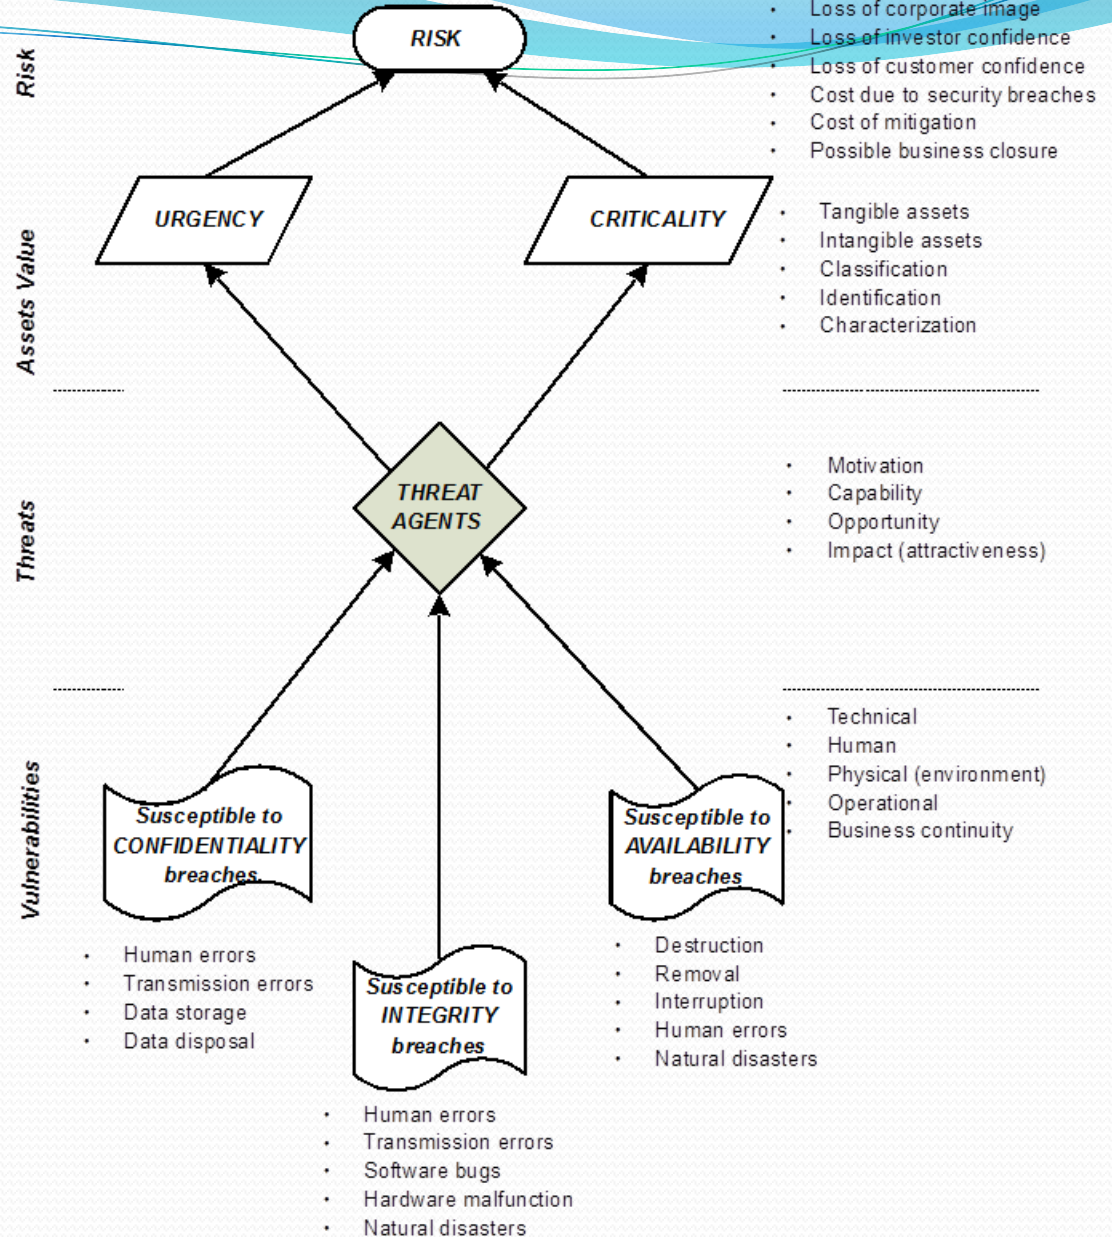 Risk
RISK
Loss of corporate image
Loss of investor confidence
Loss of customer confidence
Cost due to security breaches
Cost of mitigation
Possible business closure
Assets Value
URGENCY
CRITICALITY
Tangible assets
Intangible assets
Classification
Identification
Characterization
Threats
THREAT
AGENTS
Motivation
Capability
Opportunity
Impact (attractiveness)
Vulnerabilities
Technical
Human
Physical (environment)
Operational
Business continuity
Susceptible to
CONFIDENTIALITY
breaches.
Human errors
Transmission errors
Data storage
Data disposal
Susceptible to
INTEGRITY
breaches
Human errors
Transmission errors
Software bugs
Hardware malfunction
Natural disasters
Susceptible to
AVAILABILITY
breaches
Destruction
Removal
Interruption
Human errors
Natural disasters